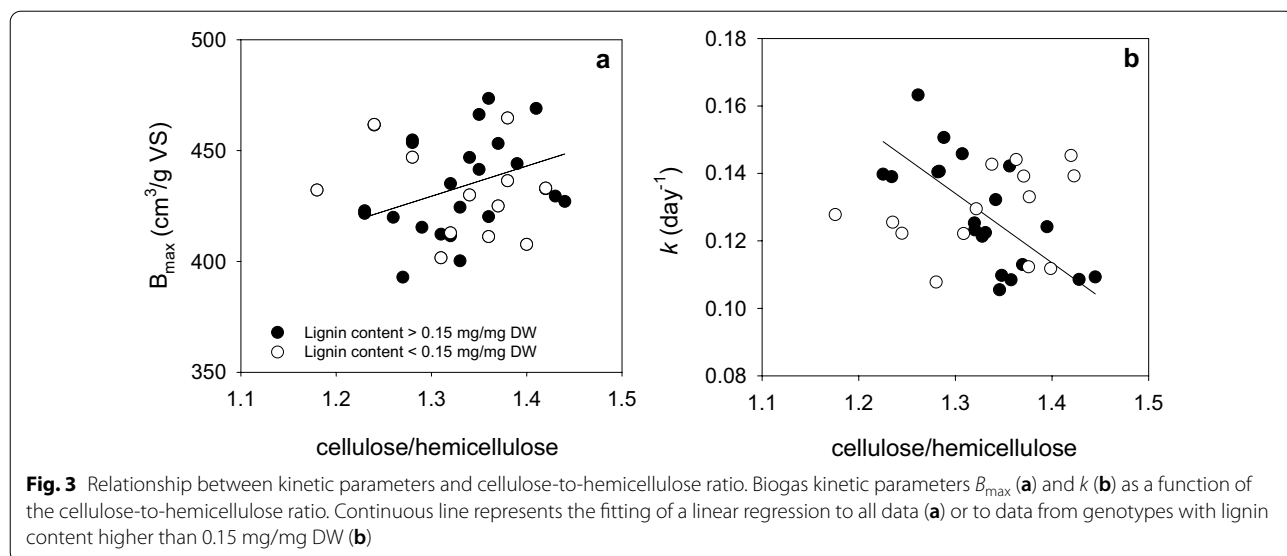 500
450
400
350
B_max (cm³/g VS)
a
● Lignin content > 0.15 mg/mg DW
○ Lignin content < 0.15 mg/mg DW
1.1 1.2 1.3 1.4 1.5
cellulose/hemicellulose
0.18
0.16
0.14
0.12
0.10
0.08
k (day⁻¹)
b
1.1 1.2 1.3 1.4 1.5
cellulose/hemicellulose
Fig. 3 Relationship between kinetic parameters and cellulose-to-hemicellulose ratio. Biogas kinetic parameters B_max (a) and k (b) as a function of
the cellulose-to-hemicellulose ratio. Continuous line represents the fitting of a linear regression to all data (a) or to data from genotypes with lignin
content higher than 0.15 mg/mg DW (b)